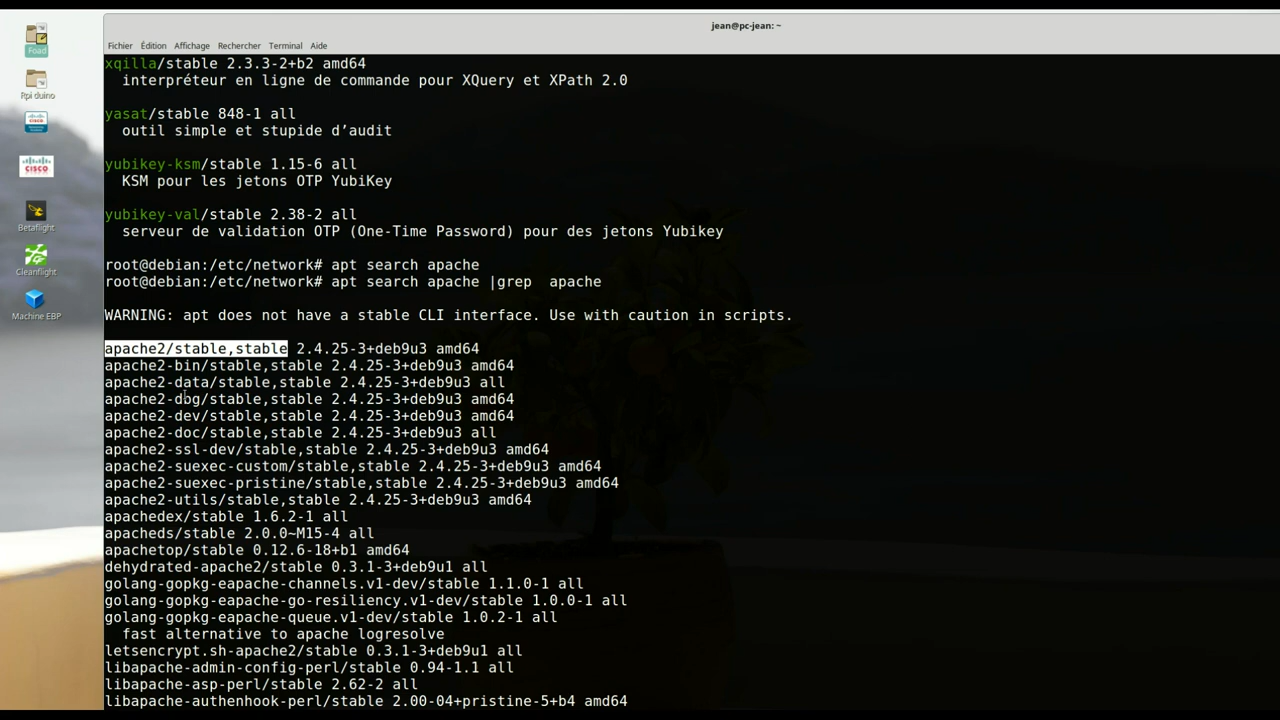 jean@pc-jean: ~
Fichier Édition Affichage Rechercher Terminal Aide
Foad
Rpi duino
CISCO
Betaflight
Cleanflight
Machine EBP
xqilla/stable 2.3.3-2+b2 amd64
interpréteur en ligne de commande pour XQuery et XPath 2.0
yasat/stable 848-1 all
outil simple et stupide d’audit
yubikey-ksm/stable 1.15-6 all
KSM pour les jetons OTP YubiKey
yubikey-val/stable 2.38-2 all
serveur de validation OTP (One-Time Password) pour des jetons Yubikey
root@debian:/etc/network# apt search apache
root@debian:/etc/network# apt search apache |grep  apache
WARNING: apt does not have a stable CLI interface. Use with caution in scripts.
apache2/stable,stable 2.4.25-3+deb9u3 amd64
apache2-bin/stable,stable 2.4.25-3+deb9u3 amd64
apache2-data/stable,stable 2.4.25-3+deb9u3 all
apache2-dbg/stable,stable 2.4.25-3+deb9u3 amd64
apache2-dev/stable,stable 2.4.25-3+deb9u3 amd64
apache2-doc/stable,stable 2.4.25-3+deb9u3 all
apache2-ssl-dev/stable,stable 2.4.25-3+deb9u3 amd64
apache2-suexec-custom/stable,stable 2.4.25-3+deb9u3 amd64
apache2-suexec-pristine/stable,stable 2.4.25-3+deb9u3 amd64
apache2-utils/stable,stable 2.4.25-3+deb9u3 amd64
apachedex/stable 1.6.2-1 all
apacheds/stable 2.0.0~M15-4 all
apachetop/stable 0.12.6-18+b1 amd64
dehydrated-apache2/stable 0.3.1-3+deb9u1 all
golang-gopkg-eapache-channels.v1-dev/stable 1.1.0-1 all
golang-gopkg-eapache-go-resiliency.v1-dev/stable 1.0.0-1 all
golang-gopkg-eapache-queue.v1-dev/stable 1.0.2-1 all
fast alternative to apache logresolve
letsencrypt.sh-apache2/stable 0.3.1-3+deb9u1 all
libapache-admin-config-perl/stable 0.94-1.1 all
libapache-asp-perl/stable 2.62-2 all
libapache-authenhook-perl/stable 2.00-04+pristine-5+b4 amd64